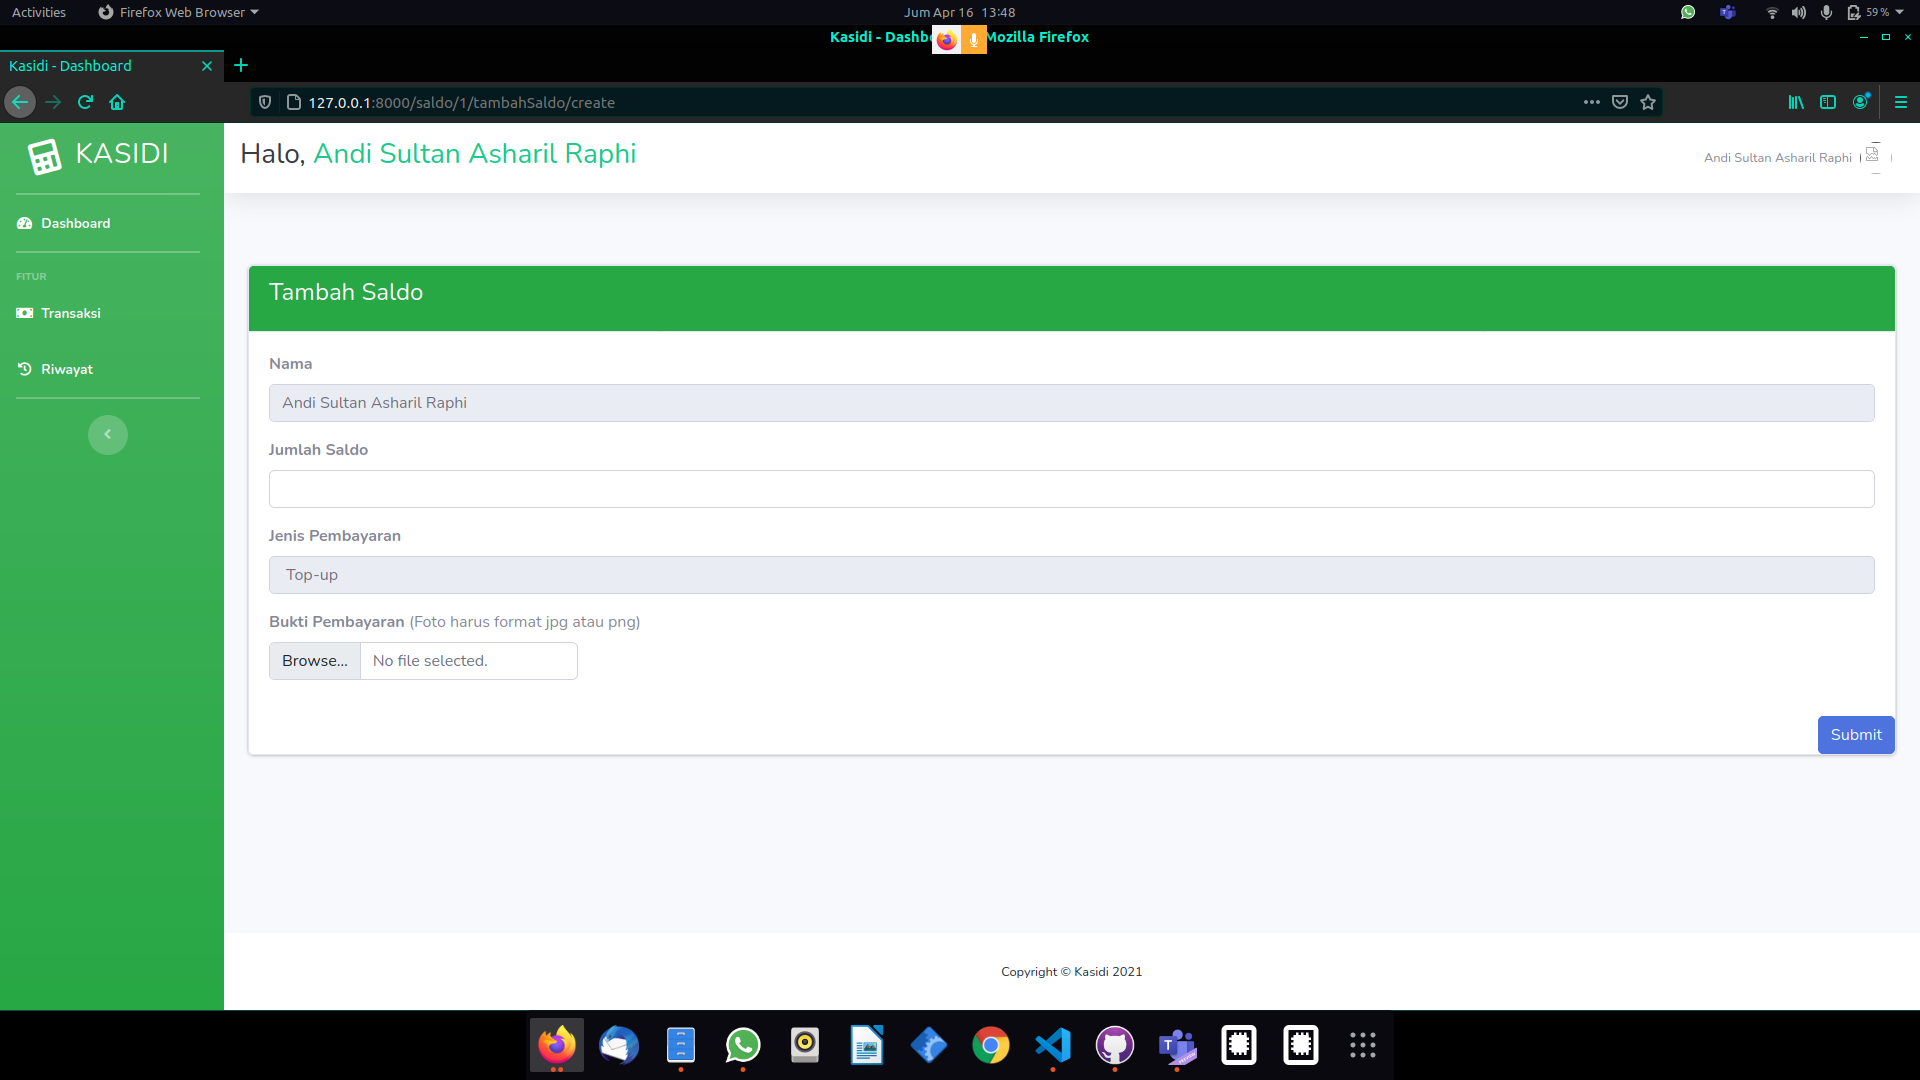 Activities
Firefox Web Browser
Jum Apr 16 13:48
59 %
Kasidi - Dashb
Mozilla Firefox
Kasidi - Dashboard
127.0.0.1:8000/saldo/1/tambahSaldo/create
KASIDI
Halo, Andi Sultan Asharil Raphi
Andi Sultan Asharil Raphi
Dashboard
FITUR
Transaksi
Riwayat
Tambah Saldo
Nama
Andi Sultan Asharil Raphi
Jumlah Saldo
Jenis Pembayaran
Top-up
Bukti Pembayaran (Foto harus format jpg atau png)
Browse... No file selected.
Submit
Copyright © Kasidi 2021